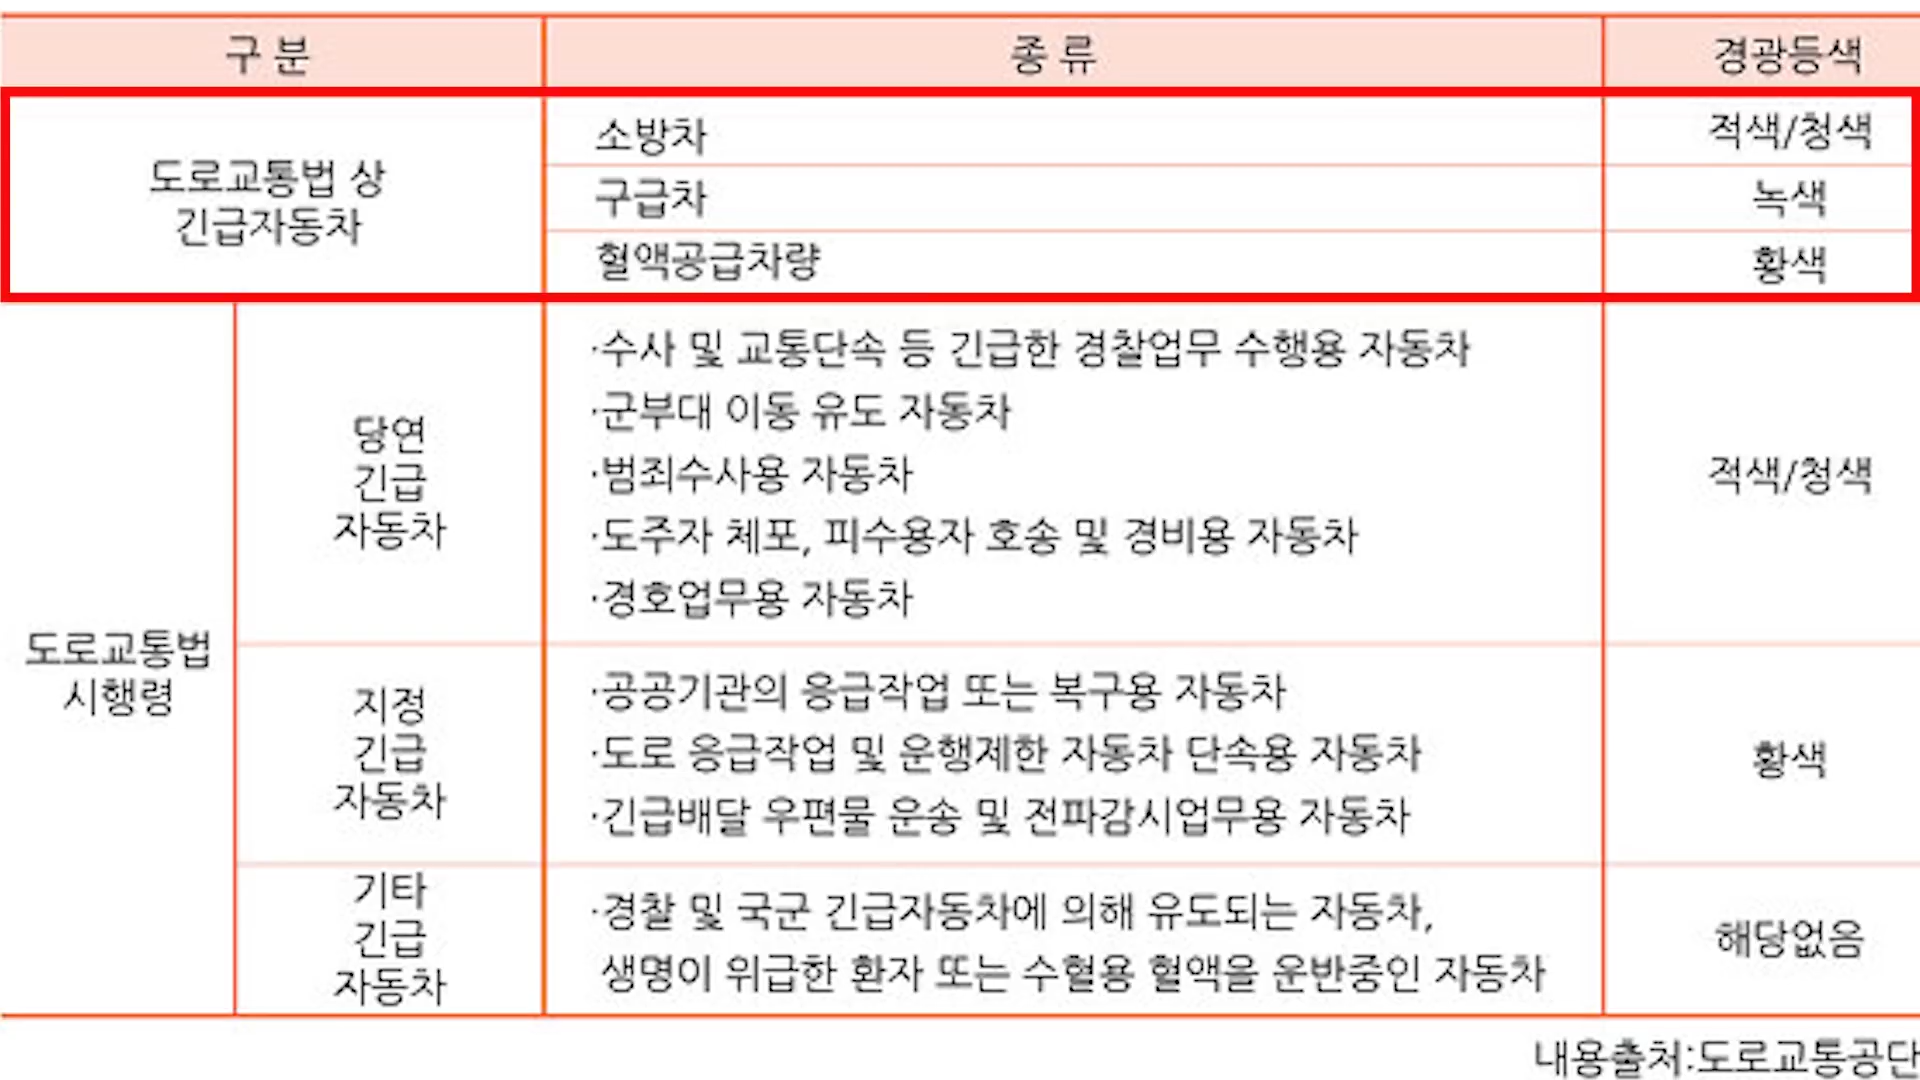 구 분 종 류 경광등색
도로교통법 상
긴급자동차
소방차 적색/청색
구급차 녹색
혈액공급차량 황색
도로교통법
시행령
당연
긴급
자동차
·수사 및 교통단속 등 긴급한 경찰업무 수행용 자동차
·군부대 이동 유도 자동차
·범죄수사용 자동차
·도주자 체포, 피수용자 호송 및 경비용 자동차
·경호업무용 자동차
적색/청색
지정
긴급
자동차
·공공기관의 응급작업 또는 복구용 자동차
·도로 응급작업 및 운행제한 자동차 단속용 자동차
·긴급배달 우편물 운송 및 전파감시업무용 자동차
황색
기타
긴급
자동차
·경찰 및 국군 긴급자동차에 의해 유도되는 자동차,
생명이 위급한 환자 또는 수혈용 혈액을 운반중인 자동차
해당없음
내용출처:도로교통공단